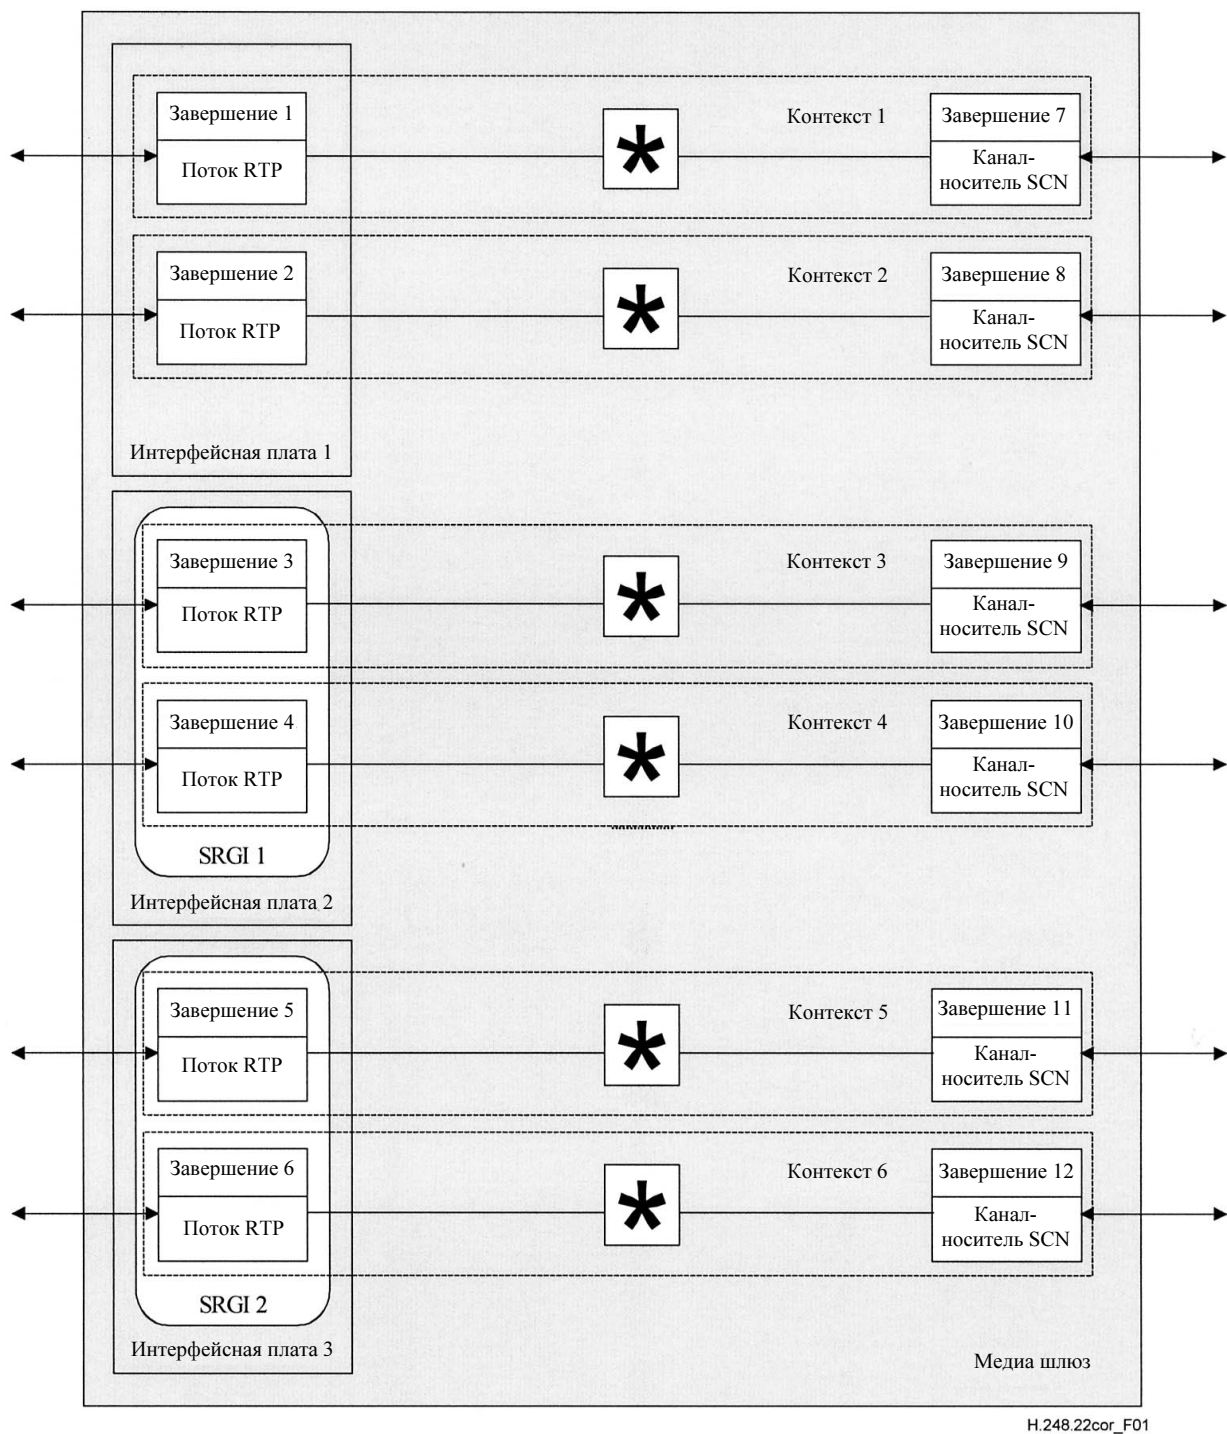 Завершение 1
Поток RTP
Контекст 1
Завершение 7
Канал-
носитель SCN
Завершение 2
Поток RTP
Контекст 2
Завершение 8
Канал-
носитель SCN
Интерфейсная плата 1
Завершение 3
Поток RTP
Контекст 3
Завершение 9
Канал-
носитель SCN
Завершение 4
Поток RTP
Контекст 4
Завершение 10
Канал-
носитель SCN
SRGI 1
Интерфейсная плата 2
Завершение 5
Поток RTP
Контекст 5
Завершение 11
Канал-
носитель SCN
Завершение 6
Поток RTP
Контекст 6
Завершение 12
Канал-
носитель SCN
SRGI 2
Интерфейсная плата 3
Медиа шлюз
H.248.22cor_F01